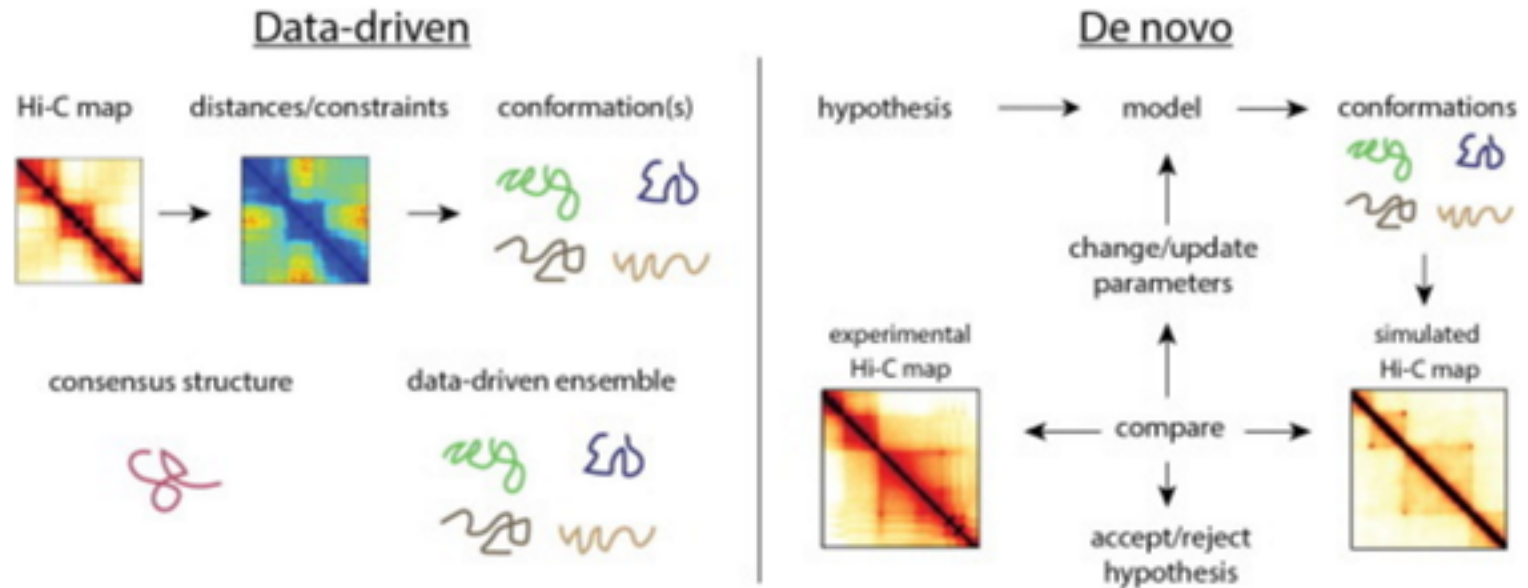 Data-driven
Hi-C map
distances/constraints
conformation(s)
consensus structure
data-driven ensemble
De novo
hypothesis
model
conformations
change/update
parameters
experimental
Hi-C map
simulated
Hi-C map
compare
accept/reject
hypothesis